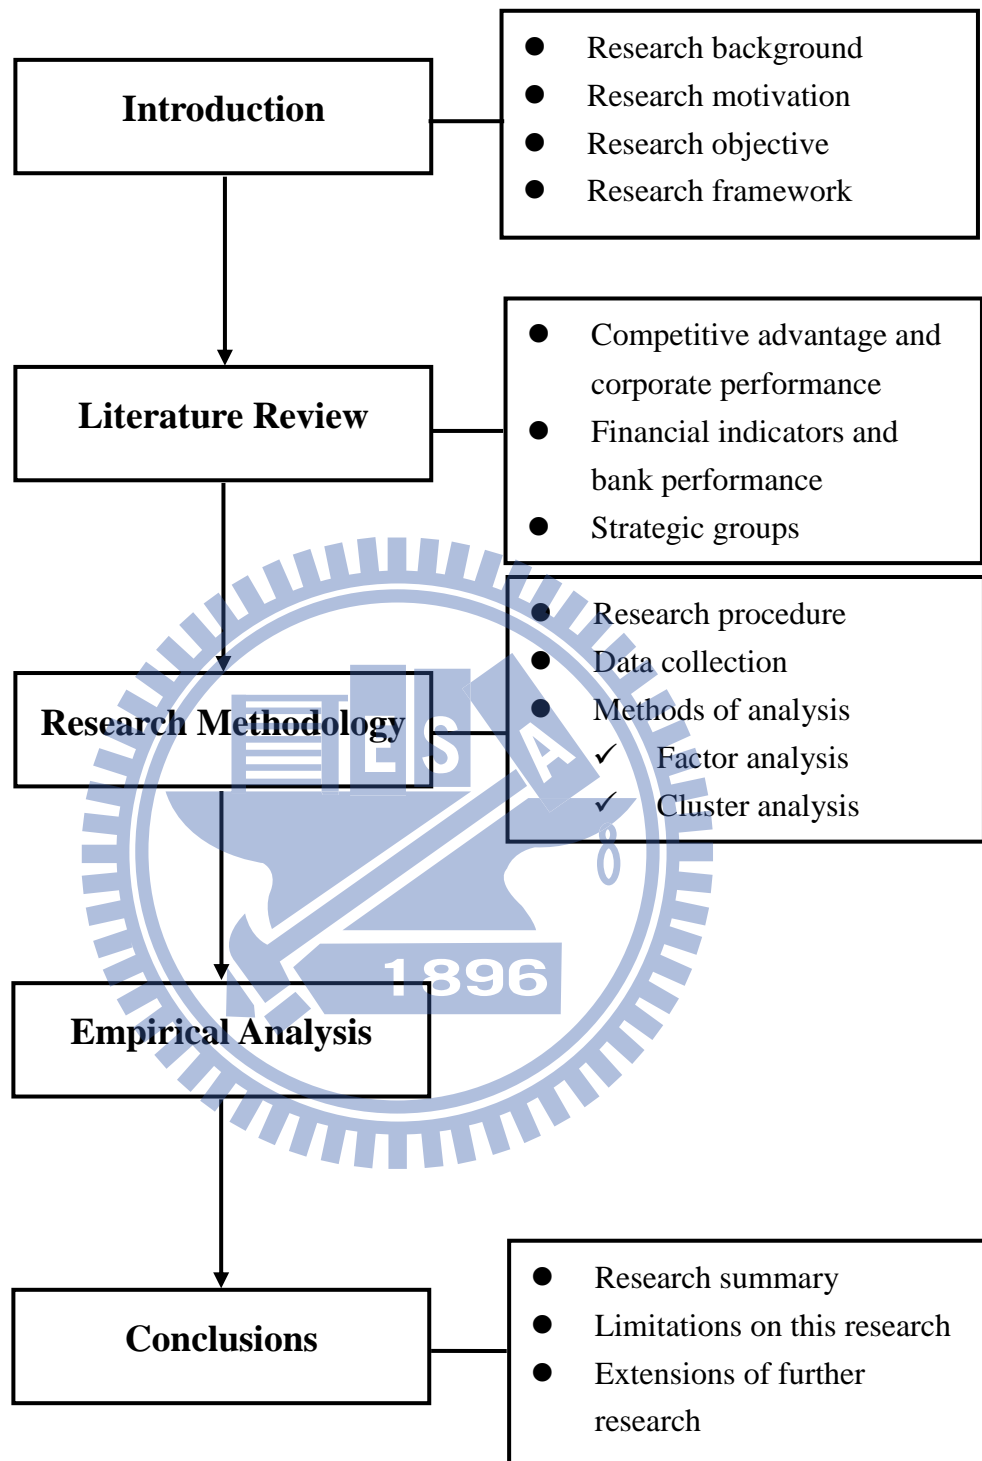 Introduction
● Research background
● Research motivation
● Research objective
● Research framework
Literature Review
● Competitive advantage and
corporate performance
● Financial indicators and
bank performance
● Strategic groups
Research Methodology
● Research procedure
● Data collection
● Methods of analysis
✓ Factor analysis
✓ Cluster analysis
E S A
1896
Empirical Analysis
Conclusions
● Research summary
● Limitations on this research
● Extensions of further
research